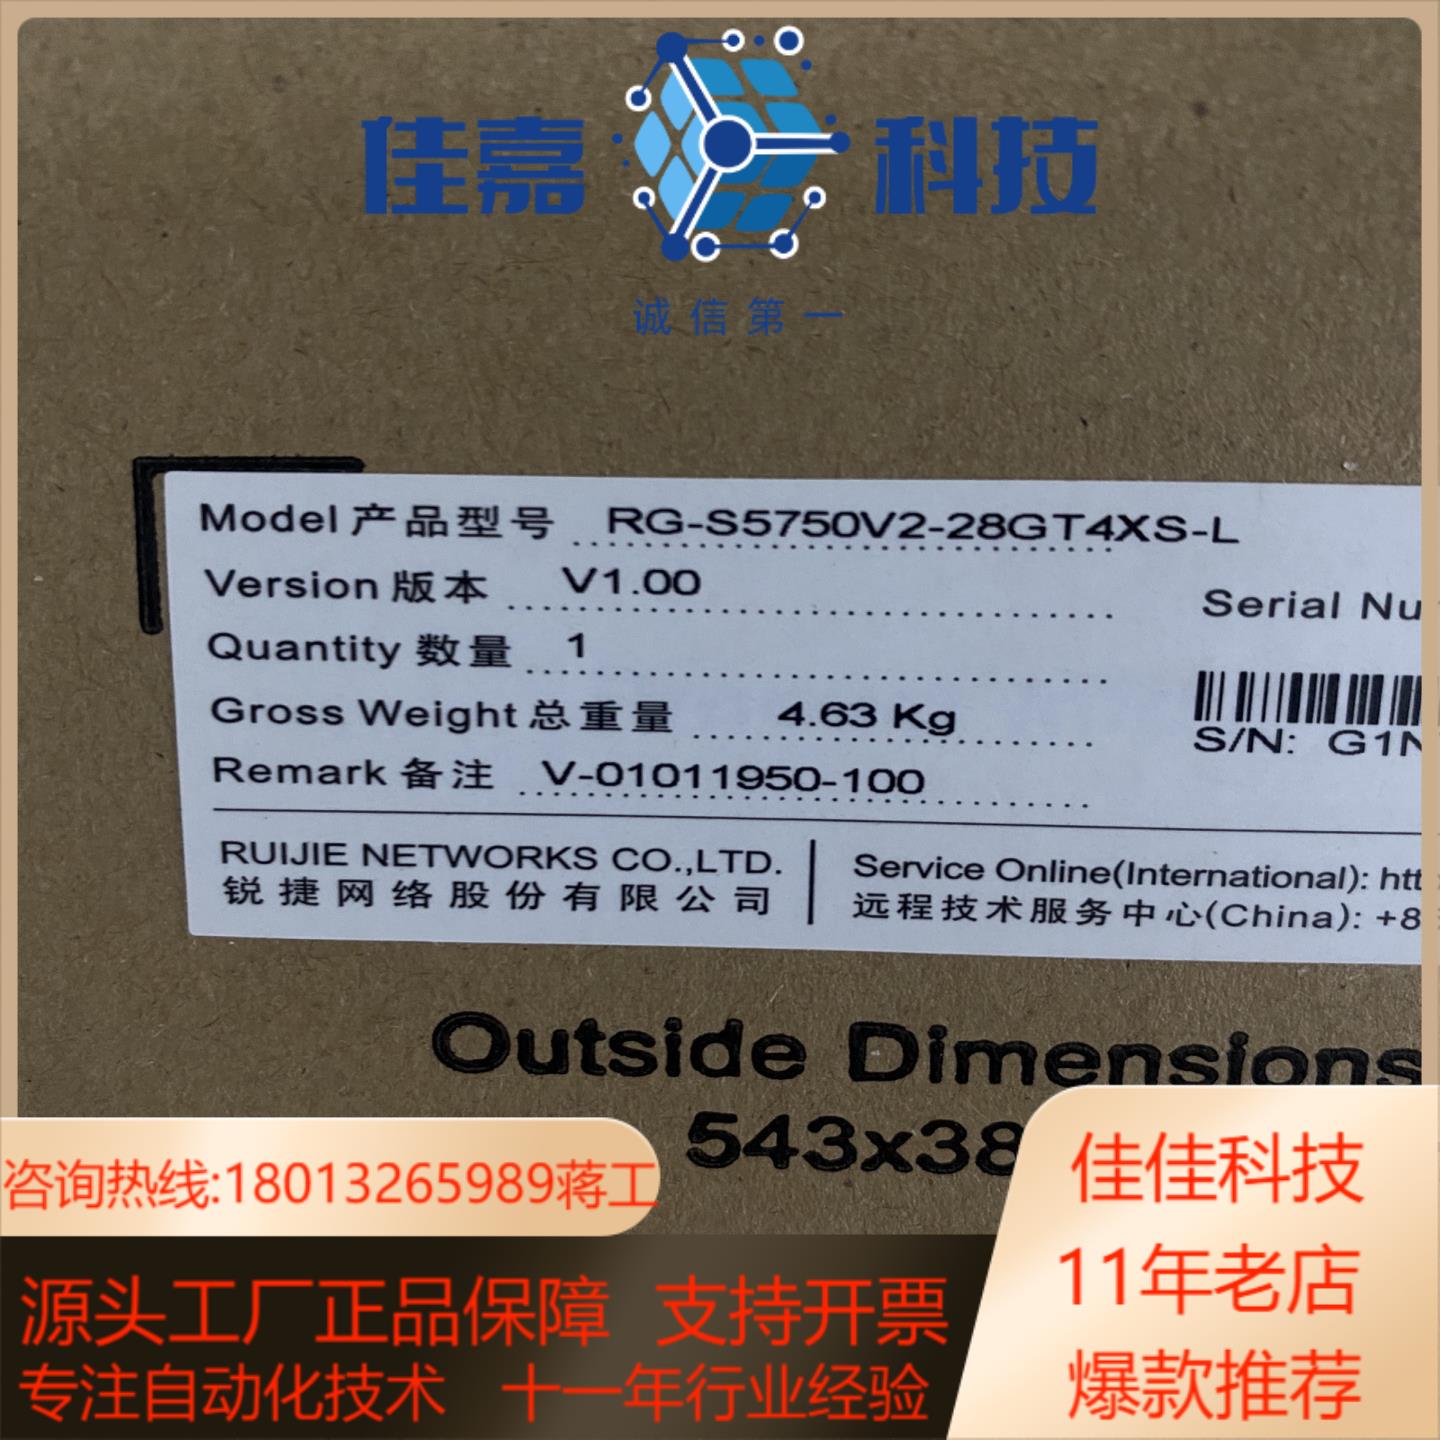 佳嘉 科技
诚信第一
Model 产品型号 RG-S5750V2-28GT4XS-L
Version 版本 V1.00
Quantity 数量 1
Gross Weight 总重量 4.63 Kg
Remark 备注 V-01011950-100
Serial Nu
S/N: G1N
RUIJIE NETWORKS CO.,LTD.
锐捷网络股份有限公司
Service Online(International): htt
远程技术服务中心(China): +8
Outside Dimensions
543x38
咨询热线:18013265989蒋工
源头工厂正品保障 支持开票
专注自动化技术 十一年行业经验
佳佳科技
11年老店
爆款推荐